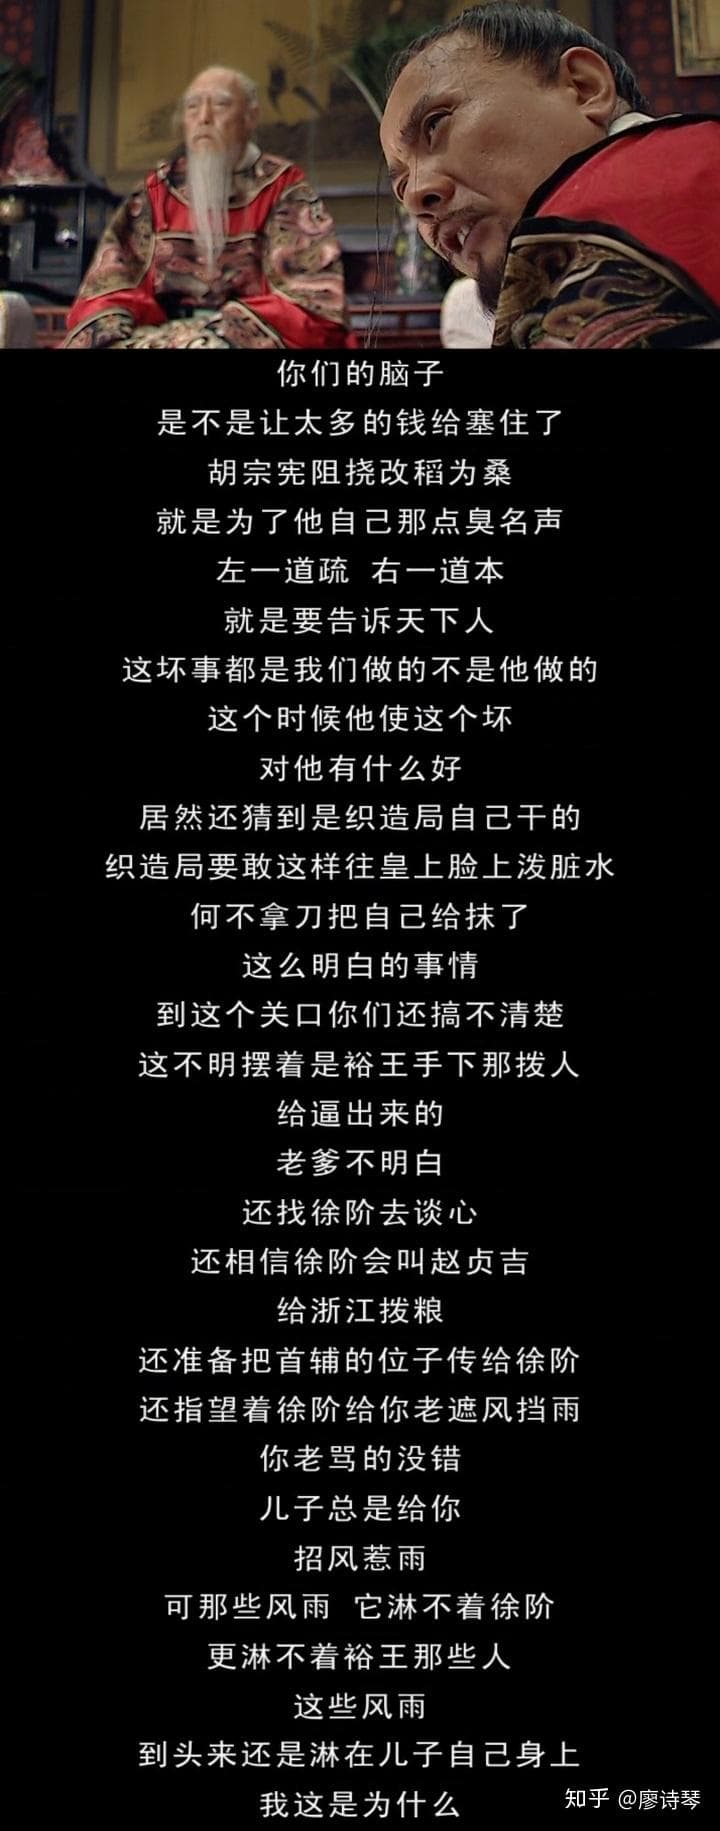 你们的脑子
是不是让太多的钱给塞住了
胡宗宪阻挠改稻为桑
就是为了他自己那点臭名声
左一道疏 右一道本
就是要告诉天下人
这坏事都是我们做的不是他做的
这个时候他使这个坏
对他有什么好
居然还猜到是织造局自己干的
织造局要敢这样往皇上脸上泼脏水
何不拿刀把自己给抹了
这么明白的事情
到这个关口你们还搞不清楚
这不明摆着是裕王手下那拨人
给逼出来的
老爹不明白
还找徐阶去谈心
还相信徐阶会叫赵贞吉
给浙江拨粮
还准备把首辅的位子传给徐阶
还指望着徐阶给你老遮风挡雨
你老骂的没错
儿子总是给你
招风惹雨
可那些风雨 它淋不着徐阶
更淋不着裕王那些人
这些风雨
到头来还是淋在儿子自己身上
我这是为什么
知乎 @廖诗琴